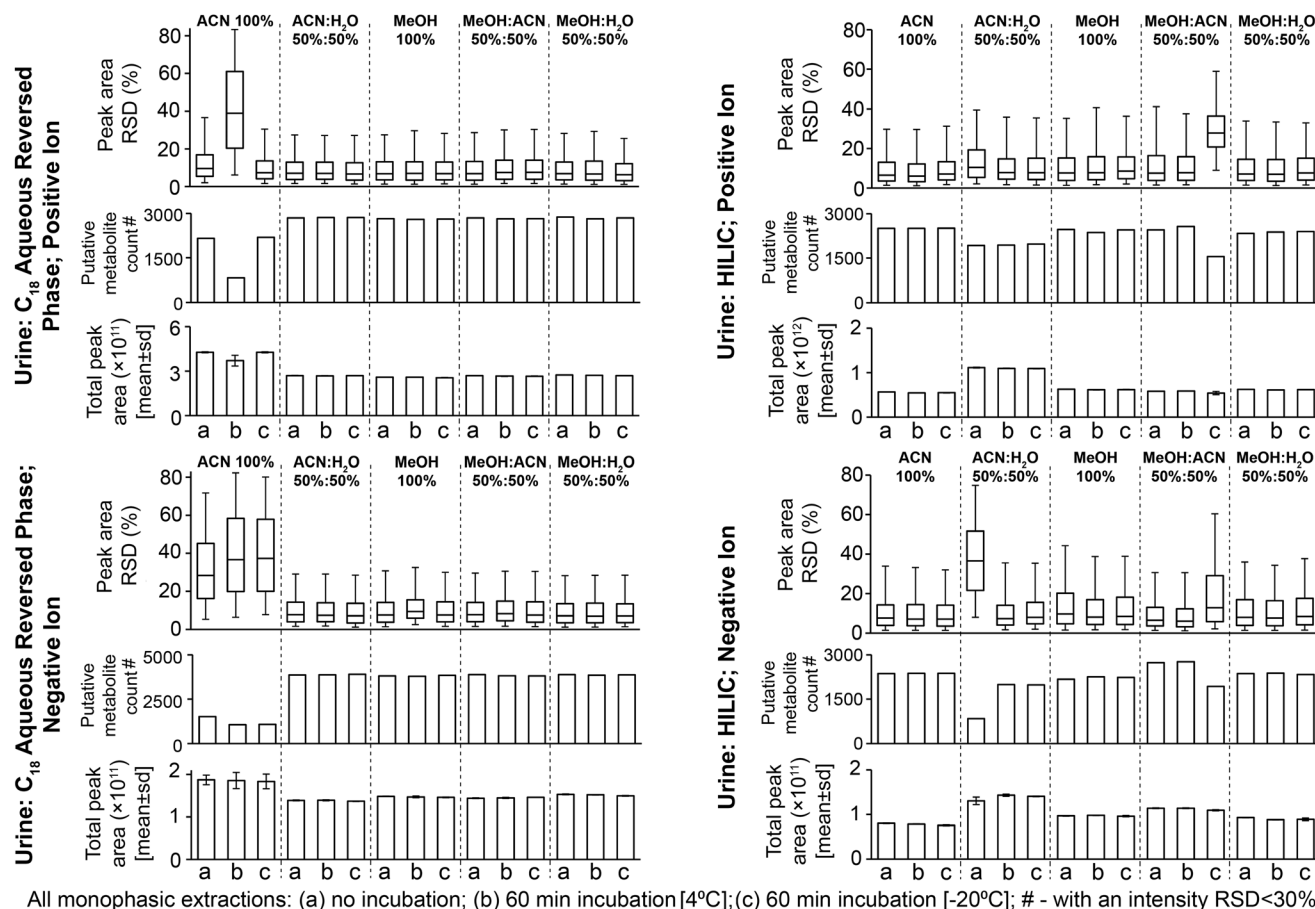 Urine: C18 Aqueous Reversed
Phase; Positive Ion
ACN 100%
ACN:H2O
50%:50%
MeOH
100%
MeOH:ACN
50%:50%
MeOH:H2O
50%:50%
Peak area
RSD (%)
80
60
40
20
0
Putative
metabolite
count#
3000
1500
0
Total peak
area (×10¹¹)
[mean±sd]
6
3
0
a b c a b c a b c a b c a b c
Urine: HILIC; Positive Ion
ACN
100%
ACN:H2O
50%:50%
MeOH
100%
MeOH:ACN
50%:50%
MeOH:H2O
50%:50%
Peak area
RSD (%)
80
60
40
20
0
Putative
metabolite
count#
3000
1500
0
Total peak
area (×10¹²)
[mean±sd]
2
1
0
a b c a b c a b c a b c a b c
Urine: C18 Aqueous Reversed Phase;
Negative Ion
ACN 100%
ACN:H2O
50%:50%
MeOH
100%
MeOH:ACN
50%:50%
MeOH:H2O
50%:50%
Peak area
RSD (%)
80
60
40
20
0
Putative
metabolite
count#
5000
2500
0
Total peak
area (×10¹¹)
[mean±sd]
2
1
0
a b c a b c a b c a b c a b c
Urine: HILIC; Negative Ion
ACN
100%
ACN:H2O
50%:50%
MeOH
100%
MeOH:ACN
50%:50%
MeOH:H2O
50%:50%
Peak area
RSD (%)
80
60
40
20
0
Putative
metabolite
count#
3000
1500
0
Total peak
area (×10¹¹)
[mean±sd]
2
1
0
a b c a b c a b c a b c a b c
All monophasic extractions: (a) no incubation; (b) 60 min incubation [4ºC];(c) 60 min incubation [-20ºC]; # - with an intensity RSD<30%